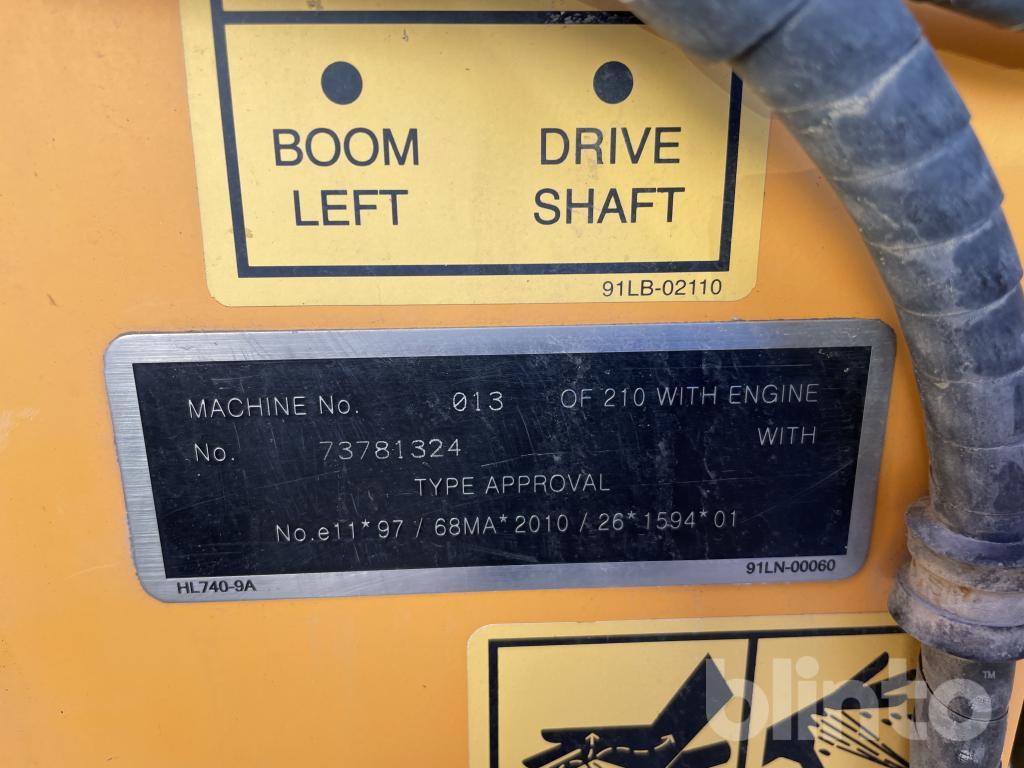 BOOM LEFT
DRIVE SHAFT
91LB-02110
MACHINE No. 013 OF 210 WITH ENGINE
No. 73781324 WITH
TYPE APPROVAL
No.e11*97/68MA*2010/26*1594*01
HL740-9A 91LN-00060
blinto™